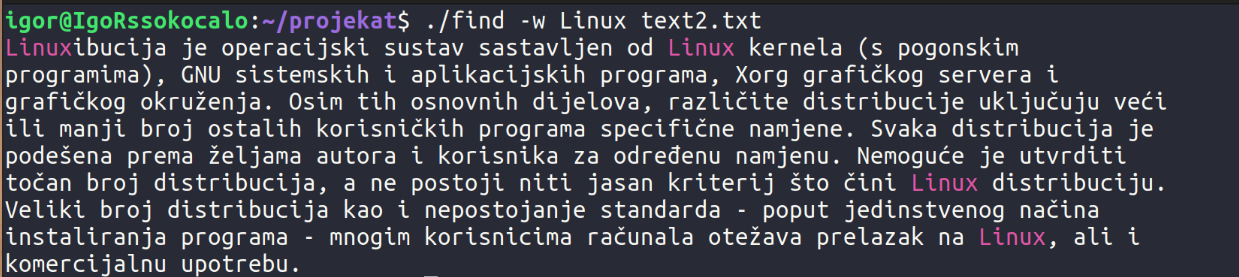 igor@IgoRssokocalo:~/projekat$ ./find -w Linux text2.txt
Linuxibucija je operacijski sustav sastavljen od Linux kernela (s pogonskim
programima), GNU sistemskih i aplikacijskih programa, Xorg grafičkog servera i
grafičkog okruženja. Osim tih osnovnih dijelova, različite distribucije uključuju veći
ili manji broj ostalih korisničkih programa specifične namjene. Svaka distribucija je
podešena prema željama autora i korisnika za određenu namjenu. Nemoguće je utvrditi
točan broj distribucija, a ne postoji niti jasan kriterij što čini Linux distribuciju.
Veliki broj distribucija kao i nepostojanje standarda - poput jedinstvenog načina
instaliranja programa - mnogim korisnicima računala otežava prelazak na Linux, ali i
komercijalnu upotrebu.